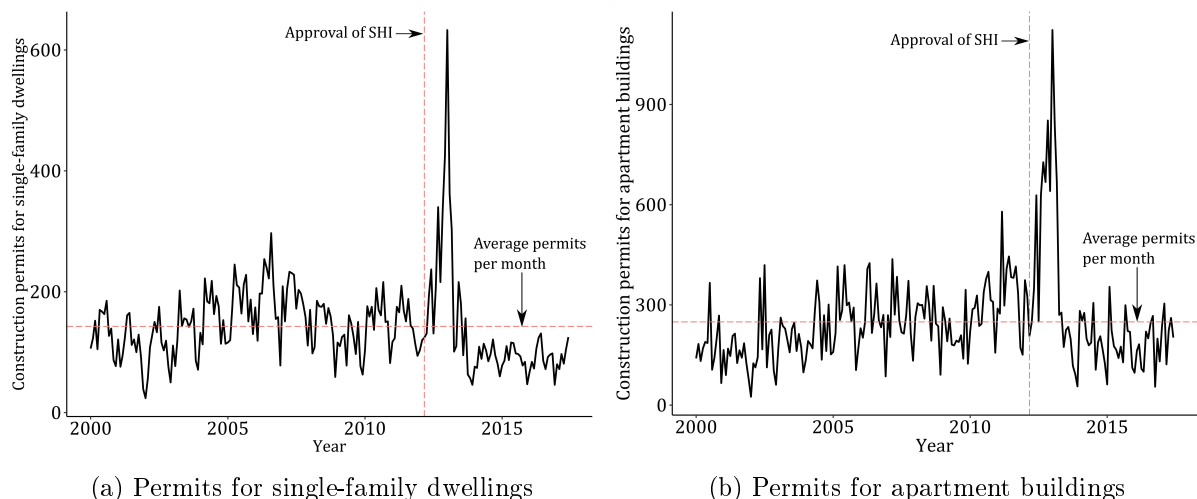 Construction permits for single-family dwellings
600
400
200
0
Approval of SHI
Average permits
per month
2000
2005
2010
2015
Year
(a) Permits for single-family dwellings
Construction permits for apartment buildings
900
600
300
0
Approval of SHI
Average permits
per month
2000
2005
2010
2015
Year
(b) Permits for apartment buildings